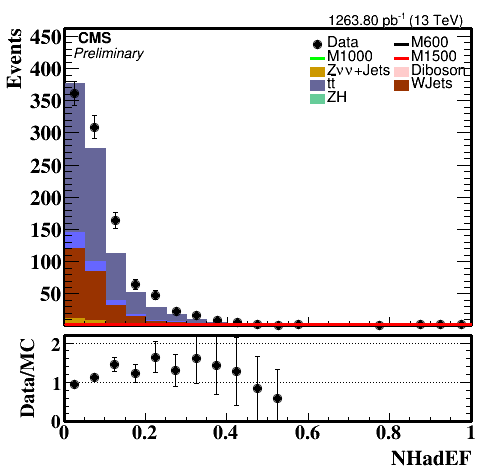 1263.80 pb⁻¹ (13 TeV)
CMS
Preliminary
Data
M600
M1000
M1500
Zνν+Jets
Diboson
tt
WJets
ZH
Events
450
400
350
300
250
200
150
100
50
Data/MC
2
1
0
0 0.2 0.4 0.6 0.8 1
NHadEF